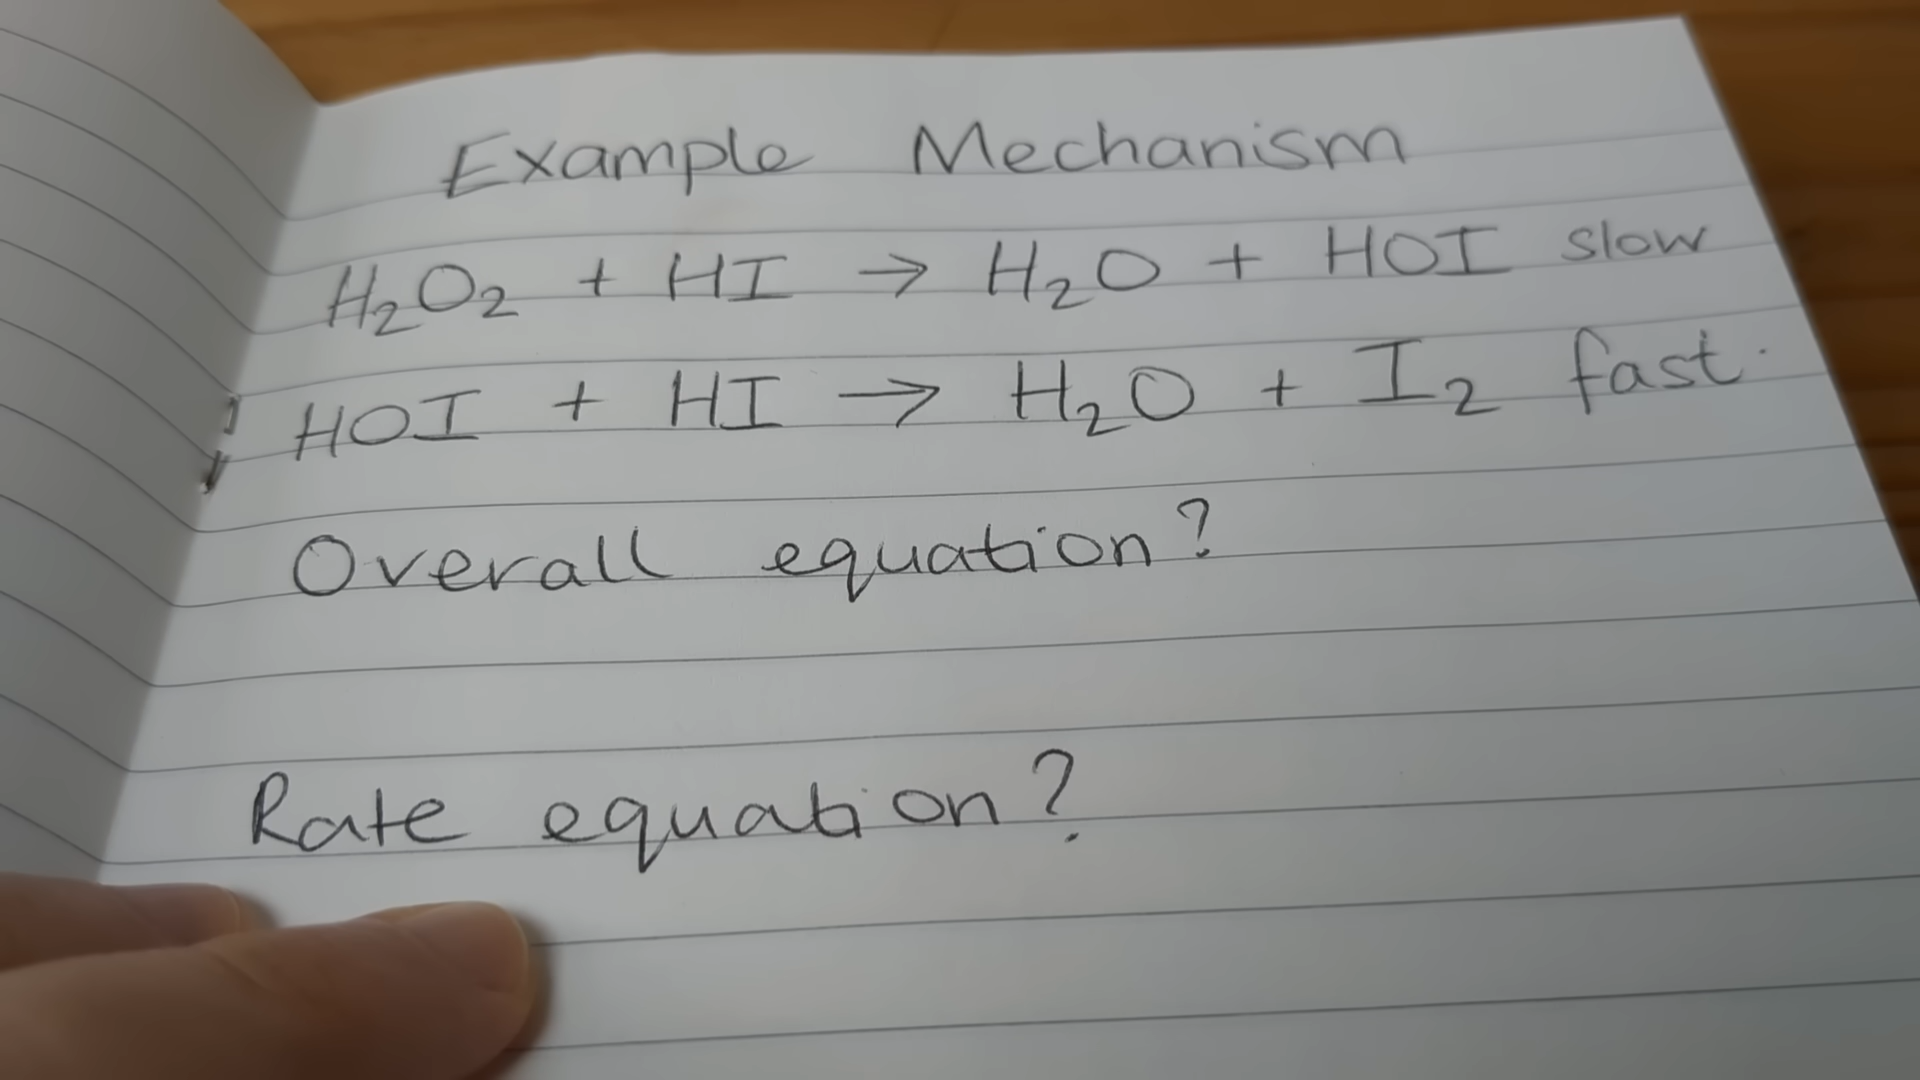 Example Mechanism
H₂O₂ + HI → H₂O + HOI slow
HOI + HI → H₂O + I₂ fast.
Overall equation?
Rate equation?